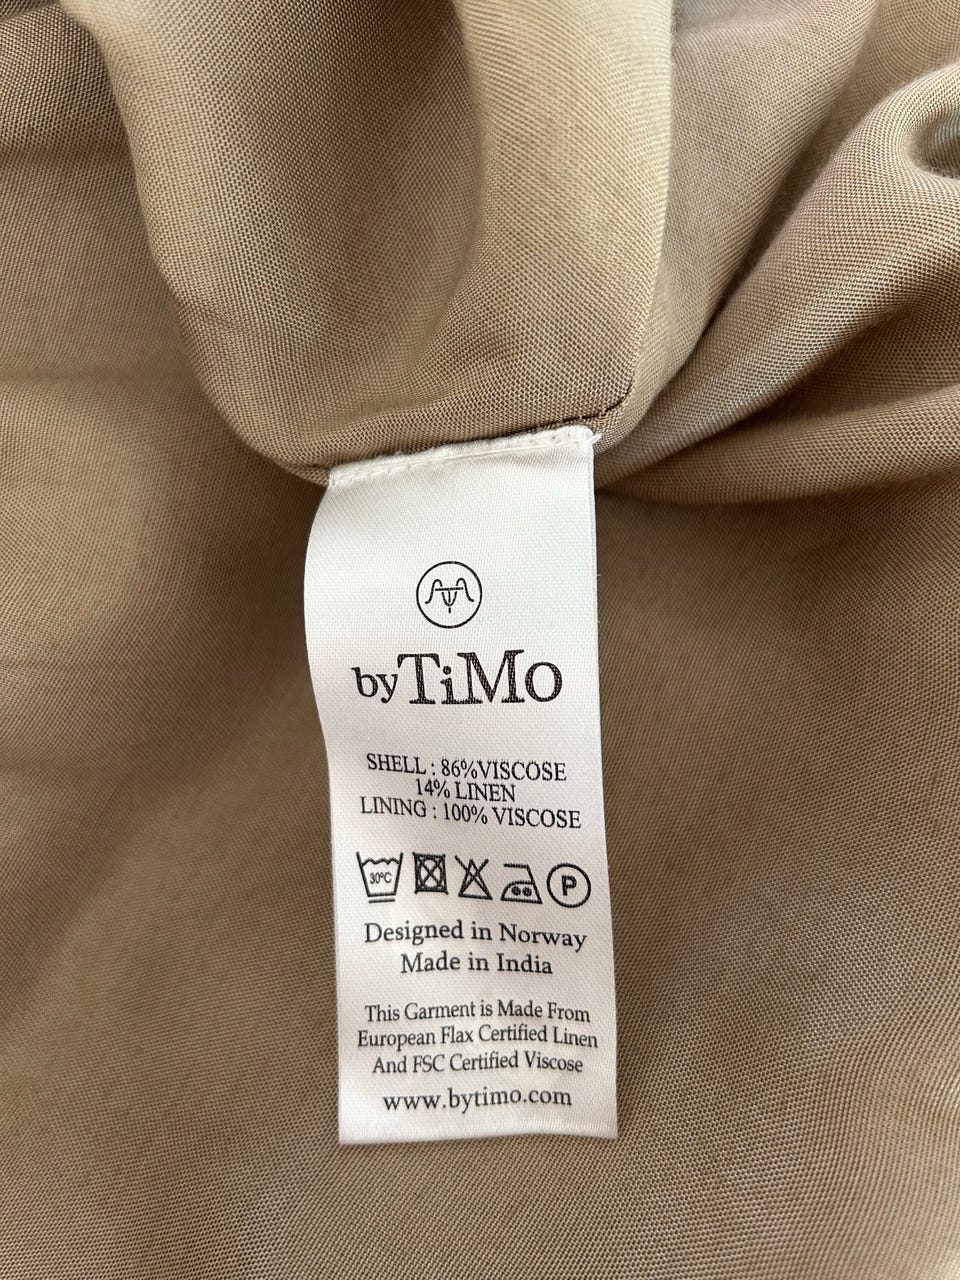 byTiMo
SHELL : 86%VISCOSE
14% LINEN
LINING : 100% VISCOSE
30°C P
Designed in Norway
Made in India
This Garment is Made From
European Flax Certified Linen
And FSC Certified Viscose
www.bytimo.com